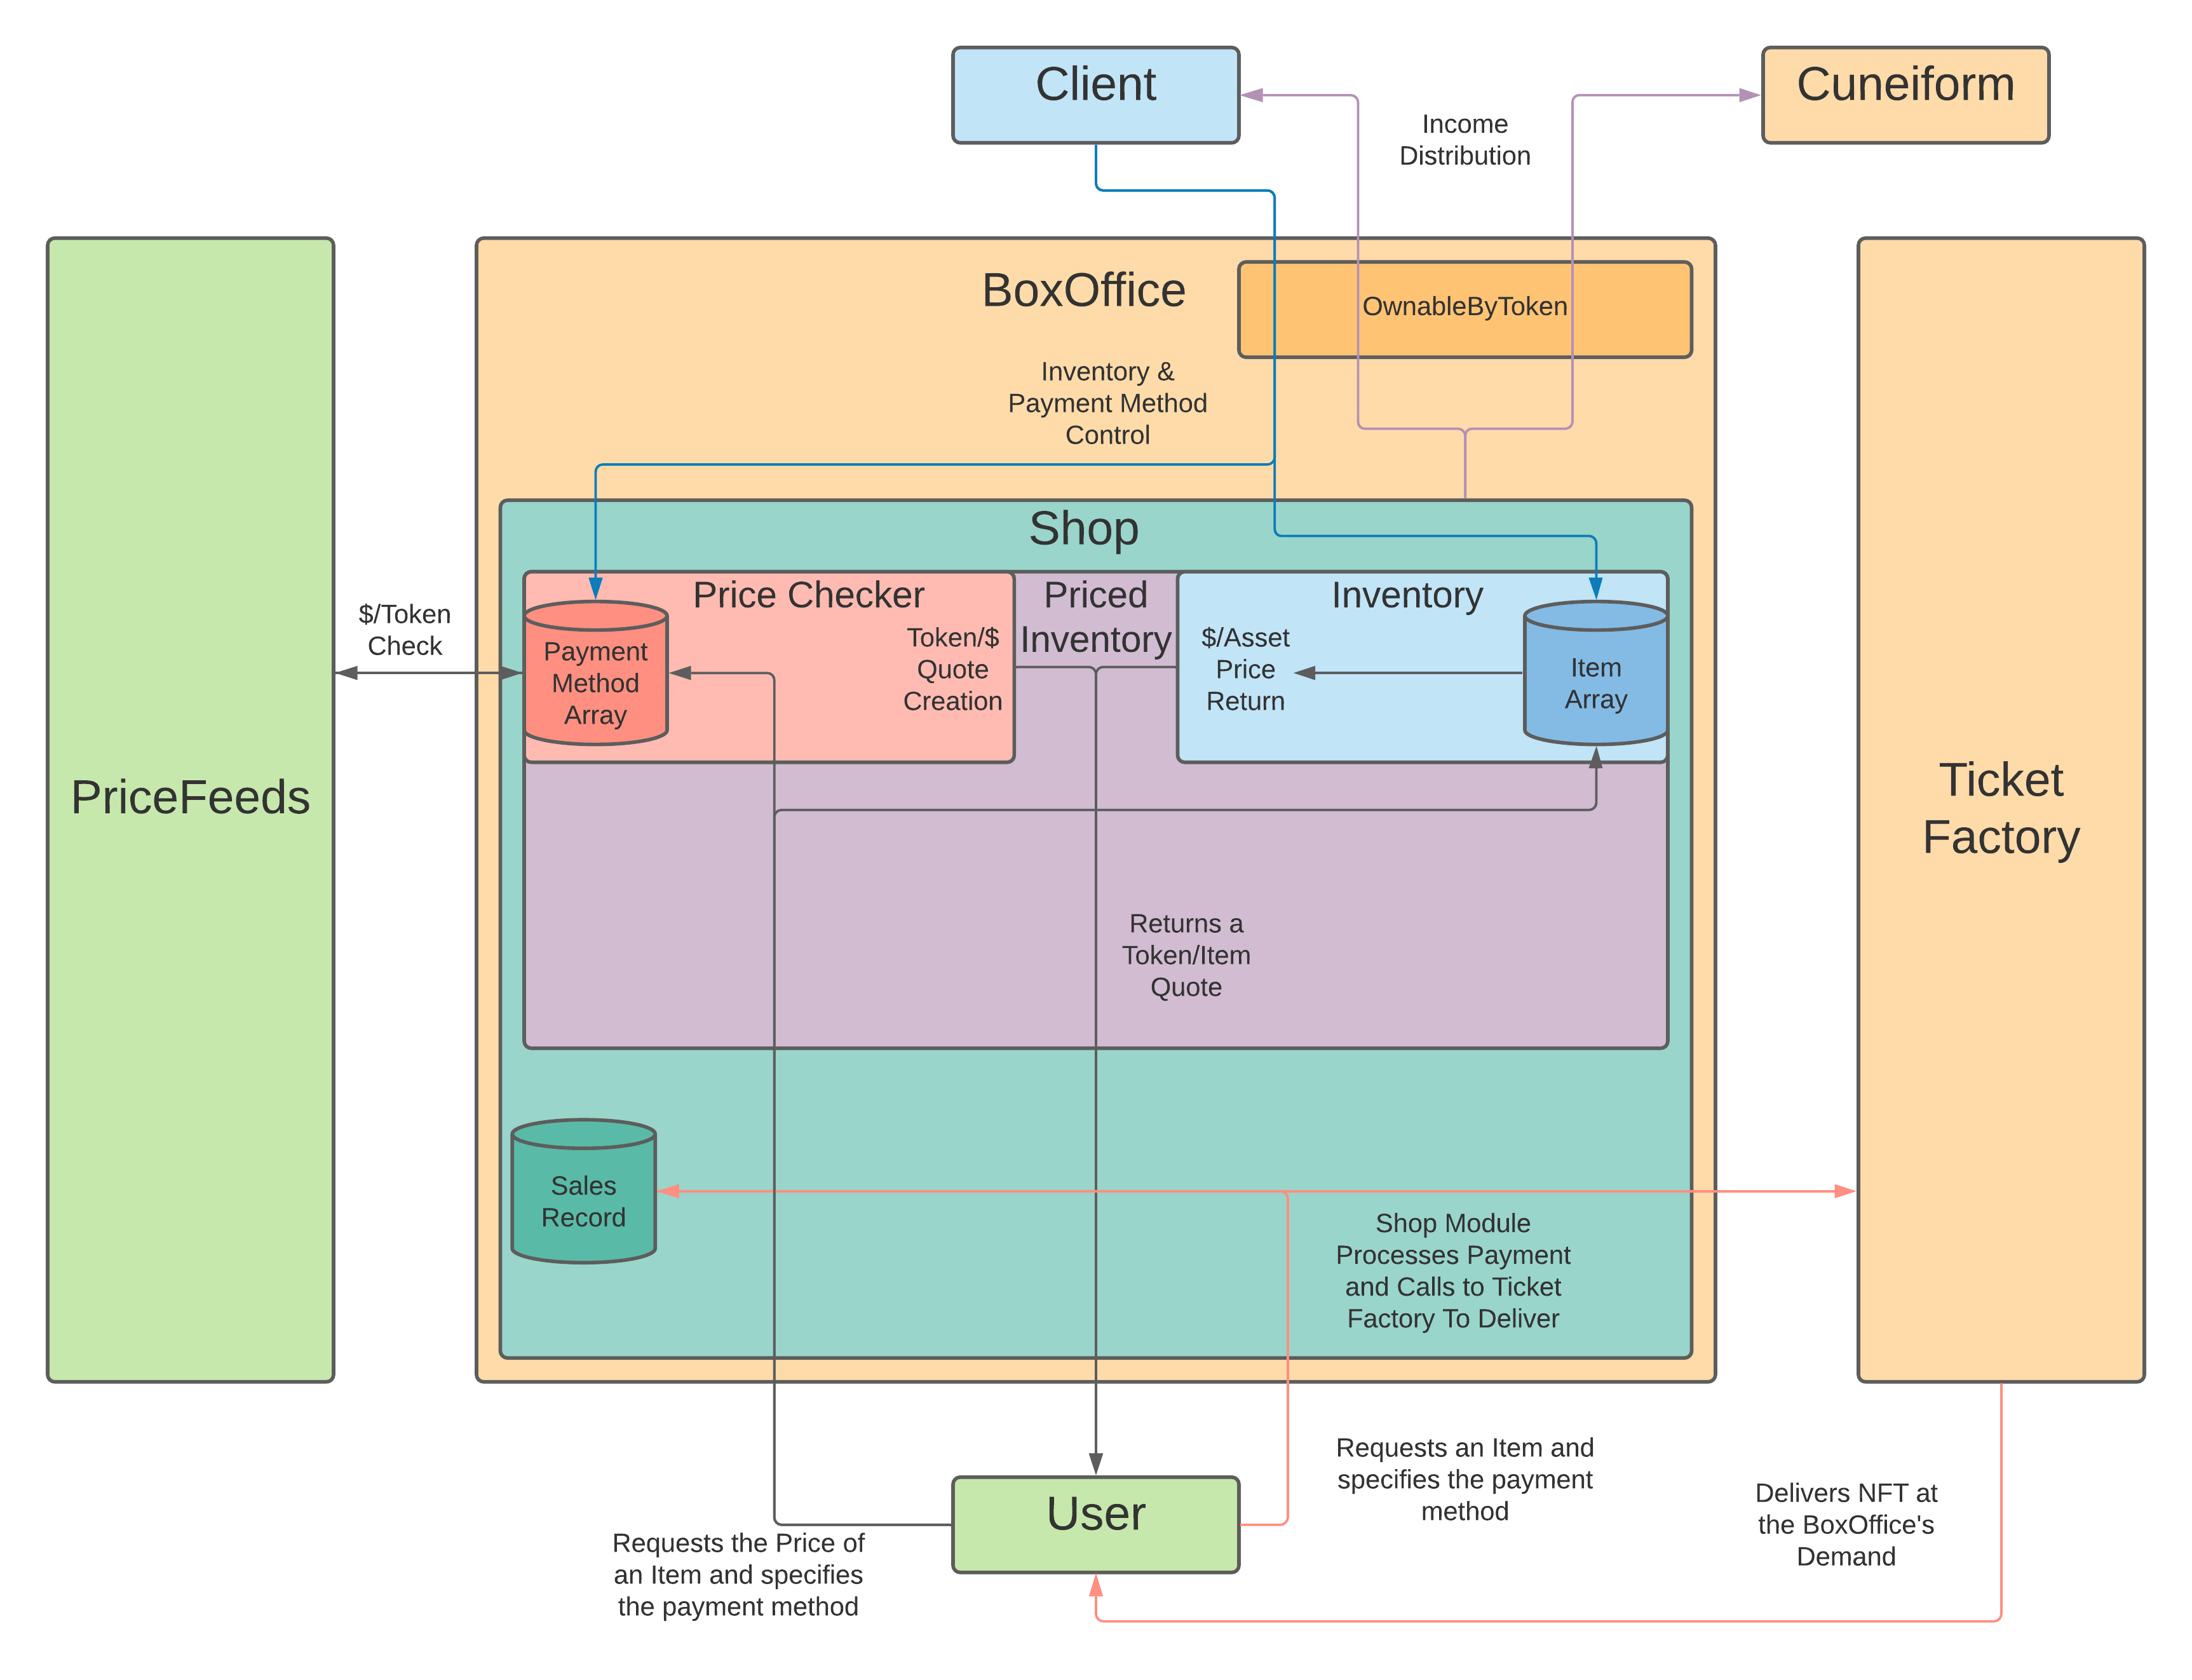 Client
Cuneiform
Income
Distribution
BoxOffice
OwnableByToken
Inventory &
Payment Method
Control
Shop
Price Checker
Priced
Inventory
Inventory
$/Token
Check
Payment
Method
Array
Token/$
Quote
Creation
$/Asset
Price
Return
Item
Array
PriceFeeds
Ticket
Factory
Returns a
Token/Item
Quote
Sales
Record
Shop Module
Processes Payment
and Calls to Ticket
Factory To Deliver
User
Requests an Item and
specifies the payment
method
Delivers NFT at
the BoxOffice's
Demand
Requests the Price of
an Item and specifies
the payment method